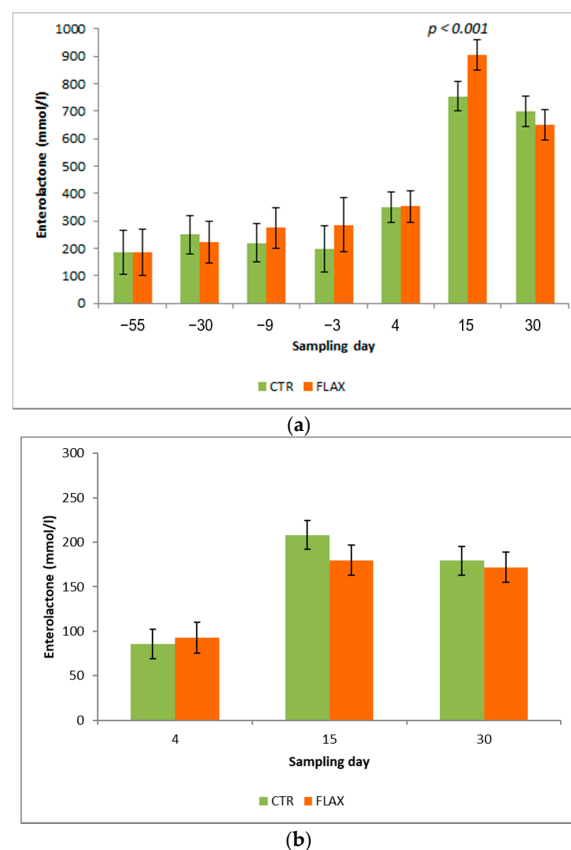 p < 0.001
1000
900
800
700
600
500
400
300
200
100
0
Enterolactone (mmol/l)
−55 −30 −9 −3 4 15 30
Sampling day
CTR FLAX
(a)
300
250
200
150
100
50
0
Enterolactone (mmol/l)
4 15 30
Sampling day
CTR FLAX
(b)